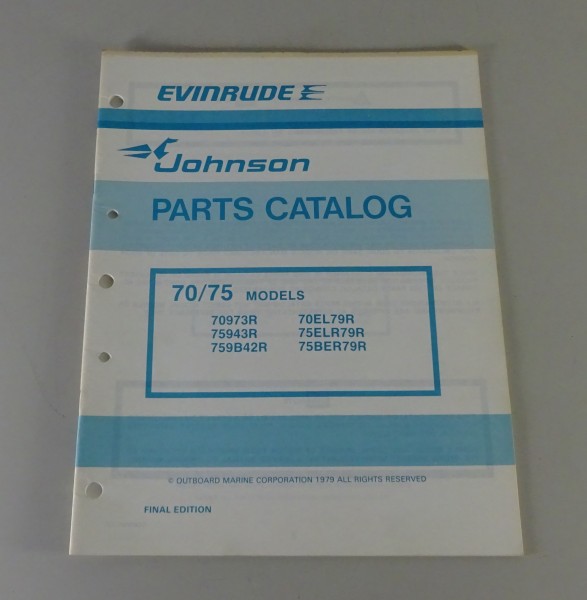 EVINRUDE
Johnson
PARTS CATALOG
70/75 MODELS
70973R 70EL79R
75943R 75ELR79R
759B42R 75BER79R
© OUTBOARD MARINE CORPORATION 1979 ALL RIGHTS RESERVED
FINAL EDITION